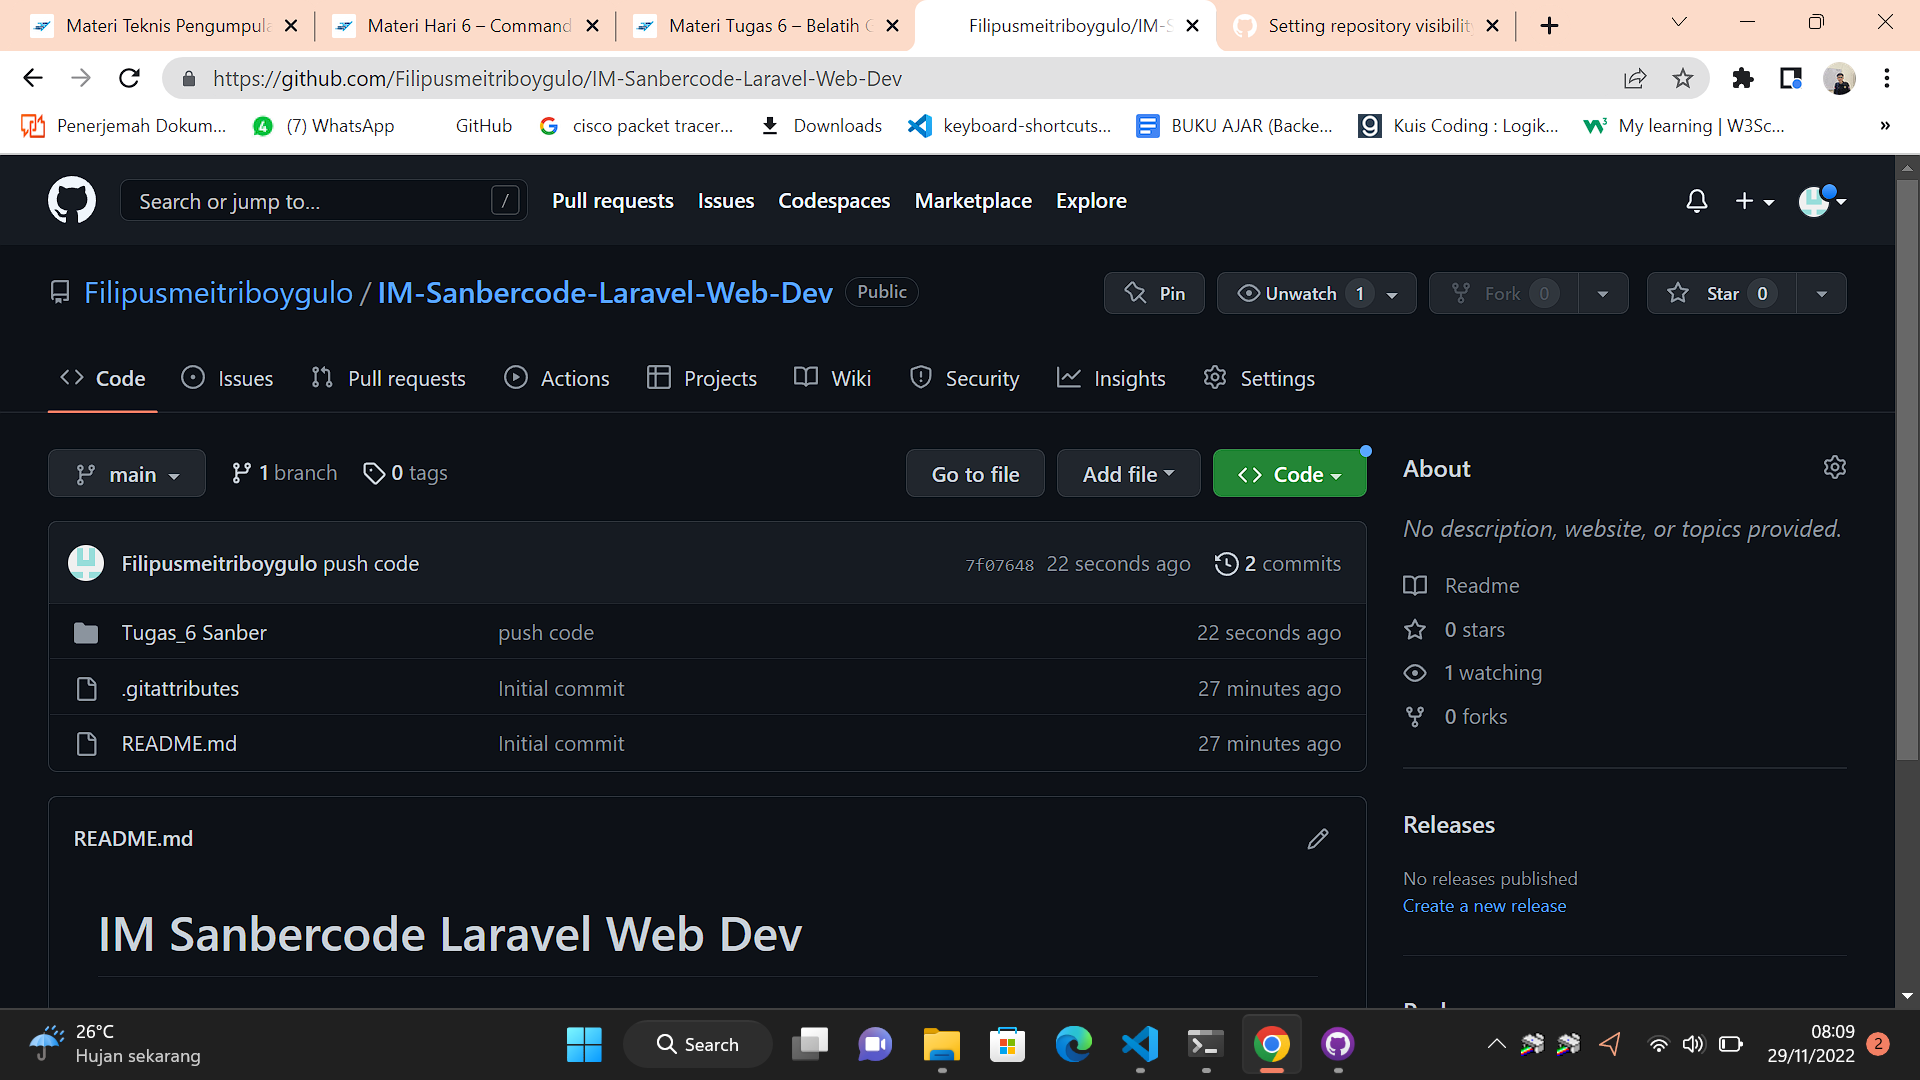 Materi Teknis Pengumpula
Materi Hari 6 – Command
Materi Tugas 6 – Belatih G
Filipusmeitriboygulo/IM-S
Setting repository visibility
https://github.com/Filipusmeitriboygulo/IM-Sanbercode-Laravel-Web-Dev
Penerjemah Dokum...
4
(7) WhatsApp
GitHub
cisco packet tracer...
Downloads
keyboard-shortcuts...
BUKU AJAR (Backe...
Kuis Coding : Logik...
My learning | W3Sc...
»
Search or jump to...
/
Pull requests
Issues
Codespaces
Marketplace
Explore
Filipusmeitriboygulo / IM-Sanbercode-Laravel-Web-Dev
Public
Pin
Unwatch 1
Fork 0
Star 0
Code
Issues
Pull requests
Actions
Projects
Wiki
Security
Insights
Settings
main
1 branch
0 tags
Go to file
Add file
Code
Filipusmeitriboygulo push code
7f07648 22 seconds ago
2 commits
Tugas_6 Sanber
push code
22 seconds ago
.gitattributes
Initial commit
27 minutes ago
README.md
Initial commit
27 minutes ago
README.md
IM Sanbercode Laravel Web Dev
About
No description, website, or topics provided.
Readme
0 stars
1 watching
0 forks
Releases
No releases published
Create a new release
26°C
Hujan sekarang
Search
08:09
29/11/2022
2